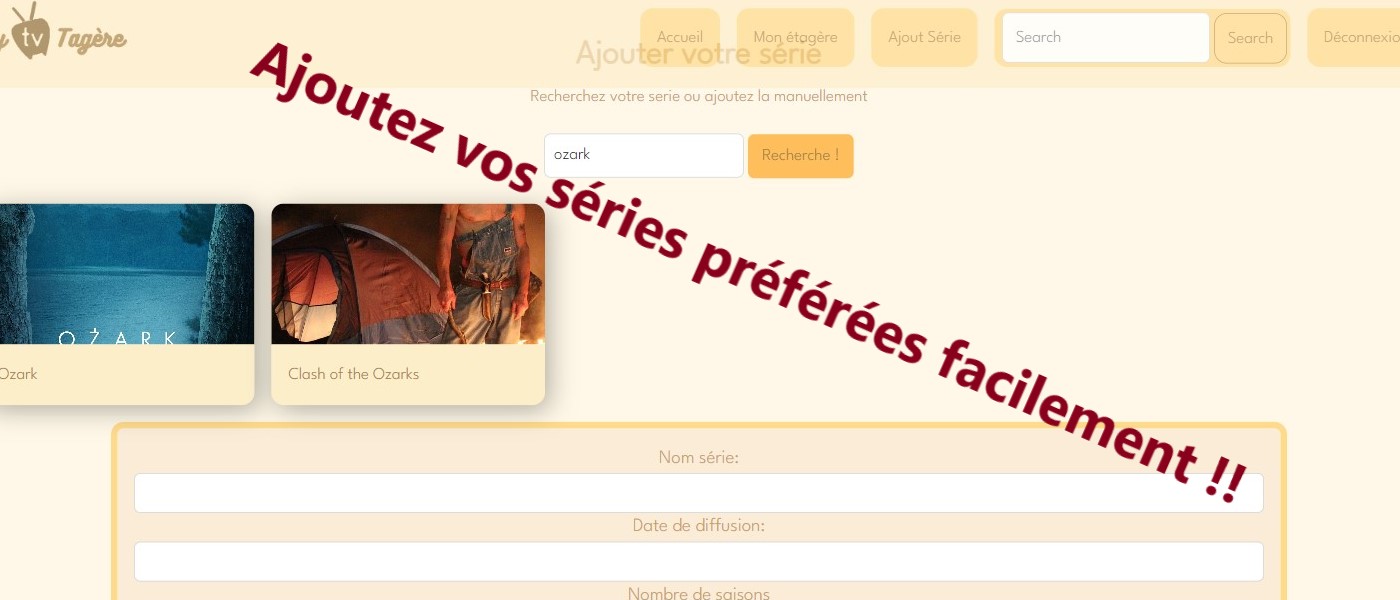 y tv Tagère
Accueil
Mon étagère
Ajout Série
Search
Search
Déconnexio
Ajouter votre série
Recherchez votre serie ou ajoutez la manuellement
ozark
Recherche !
Ajoutez vos séries préférées facilement !!
OZARK
Ozark
Clash of the Ozarks
Nom série:
Date de diffusion:
Nombre de saisons